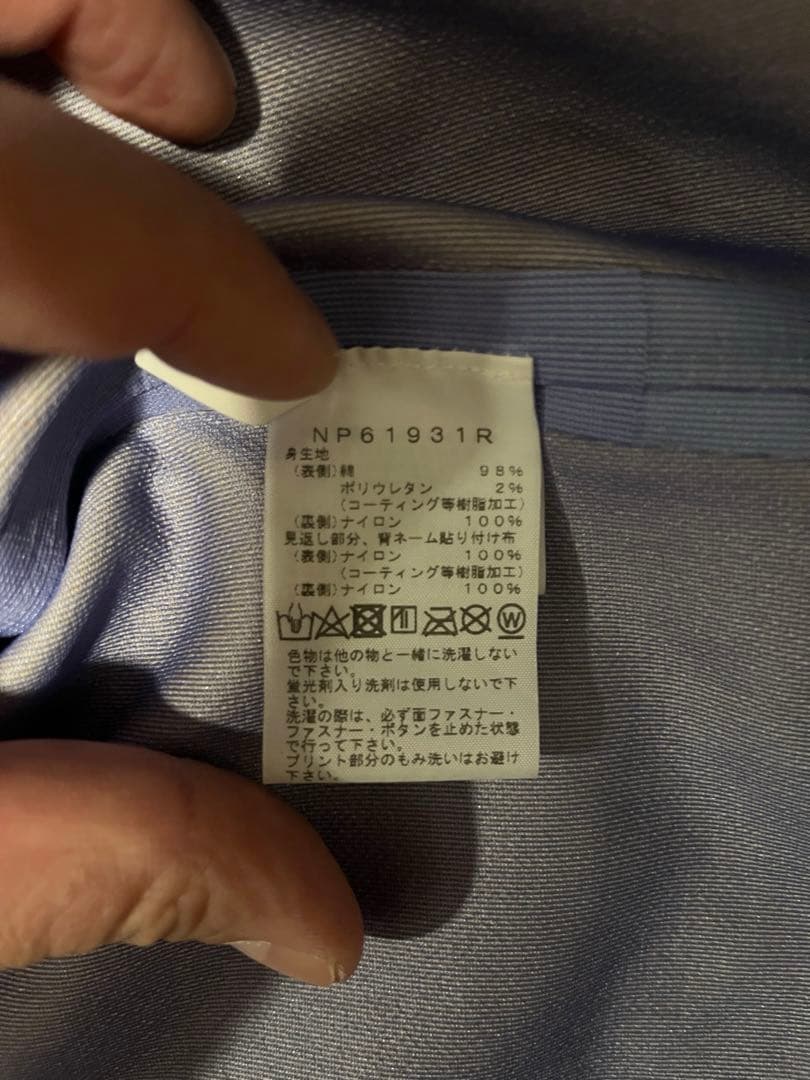 NP61931R
身生地
(表側)綿 98%
ポリウレタン 2%
(コーティング等樹脂加工)
(裏側)ナイロン 100%
見返し部分、背ネーム貼り付け布
(表側)ナイロン 100%
(コーティング等樹脂加工)
(裏側)ナイロン 100%
W
色物は他の物と一緒に洗濯しない
で下さい。
蛍光剤入り洗剤は使用しないで下
さい。
洗濯の際は、必ず面ファスナー・
ファスナー・ボタンを止めた状態
で行って下さい。
プリント部分のもみ洗いはお避け
下さい。